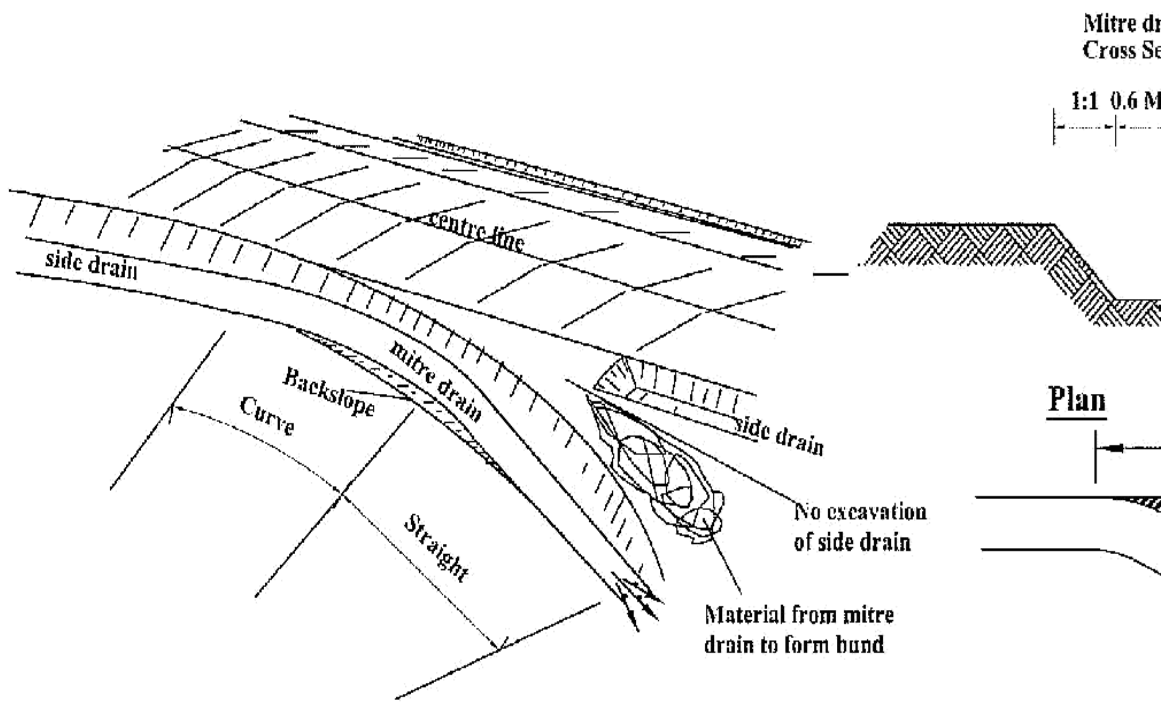 Mitre dr
Cross Se
1:1 0.6 M
centre line
side drain
mitre drain
Backslope
Curve
side drain
Plan
No excavation
of side drain
Straight
Material from mitre
drain to form bund